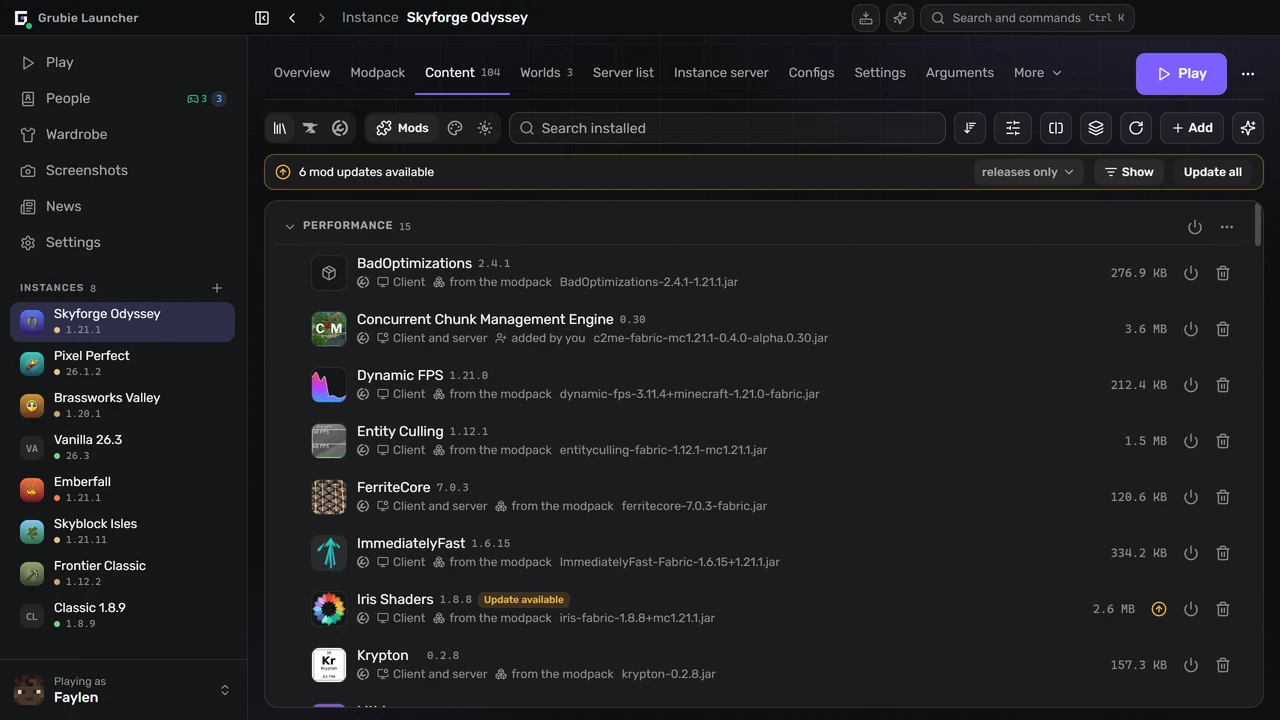 Grubie Launcher
Instance Skyforge Odyssey
Search and commands Ctrl K
Play
People 3 3
Wardrobe
Screenshots
News
Settings
INSTANCES 8
Skyforge Odyssey
1.21.1
Pixel Perfect
26.1.2
Brassworks Valley
1.20.1
VA
Vanilla 26.3
26.3
Emberfall
1.21.1
Skyblock Isles
1.21.11
Frontier Classic
1.12.2
CL
Classic 1.8.9
1.8.9
Playing as
Faylen
Overview Modpack Content 104 Worlds 3 Server list Instance server Configs Settings Arguments More Play
Mods Search installed Add
6 mod updates available releases only Show Update all
PERFORMANCE 15
BadOptimizations 2.4.1
Client from the modpack BadOptimizations-2.4.1-1.21.1.jar
276.9 KB
CM
Concurrent Chunk Management Engine 0.30
Client and server added by you c2me-fabric-mc1.21.1-0.4.0-alpha.0.30.jar
3.6 MB
Dynamic FPS 1.21.0
Client from the modpack dynamic-fps-3.11.4+minecraft-1.21.0-fabric.jar
212.4 KB
Entity Culling 1.12.1
Client from the modpack entityculling-fabric-1.12.1-mc1.21.1.jar
1.5 MB
FerriteCore 7.0.3
Client and server from the modpack ferritecore-7.0.3-fabric.jar
120.6 KB
ImmediatelyFast 1.6.15
Client from the modpack ImmediatelyFast-Fabric-1.6.15+1.21.1.jar
334.2 KB
Iris Shaders 1.8.8 Update available
Client from the modpack iris-fabric-1.8.8+mc1.21.1.jar
2.6 MB
36
Kr
Krypton
83.798
Krypton 0.2.8
Client and server from the modpack krypton-0.2.8.jar
157.3 KB